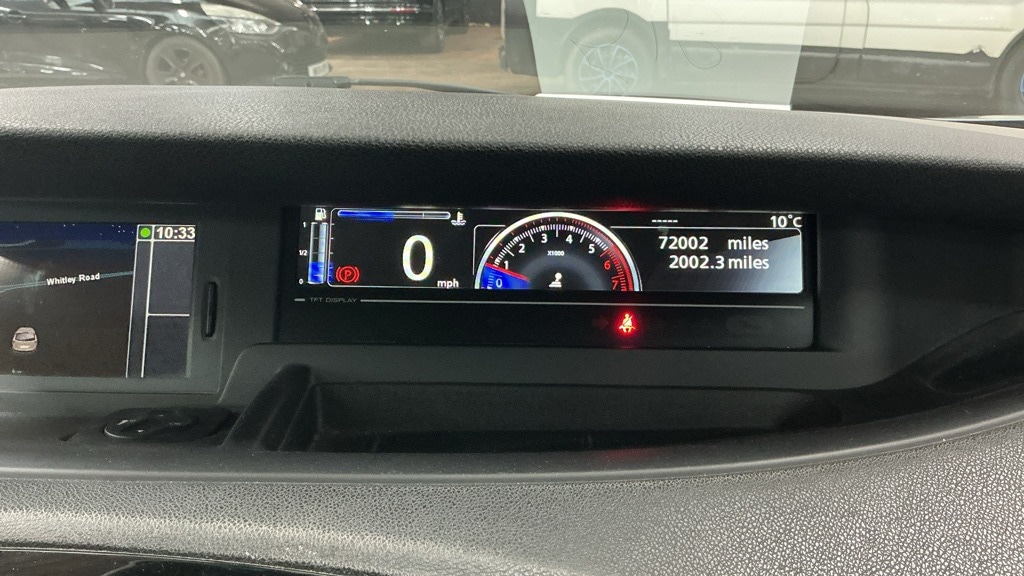 10:33
Whitley Road
1
1/2
0
P
0
mph
0 1 2 3 4 5 6 7
X1000
-----
10°C
72002 miles
2002.3 miles
TFT DISPLAY